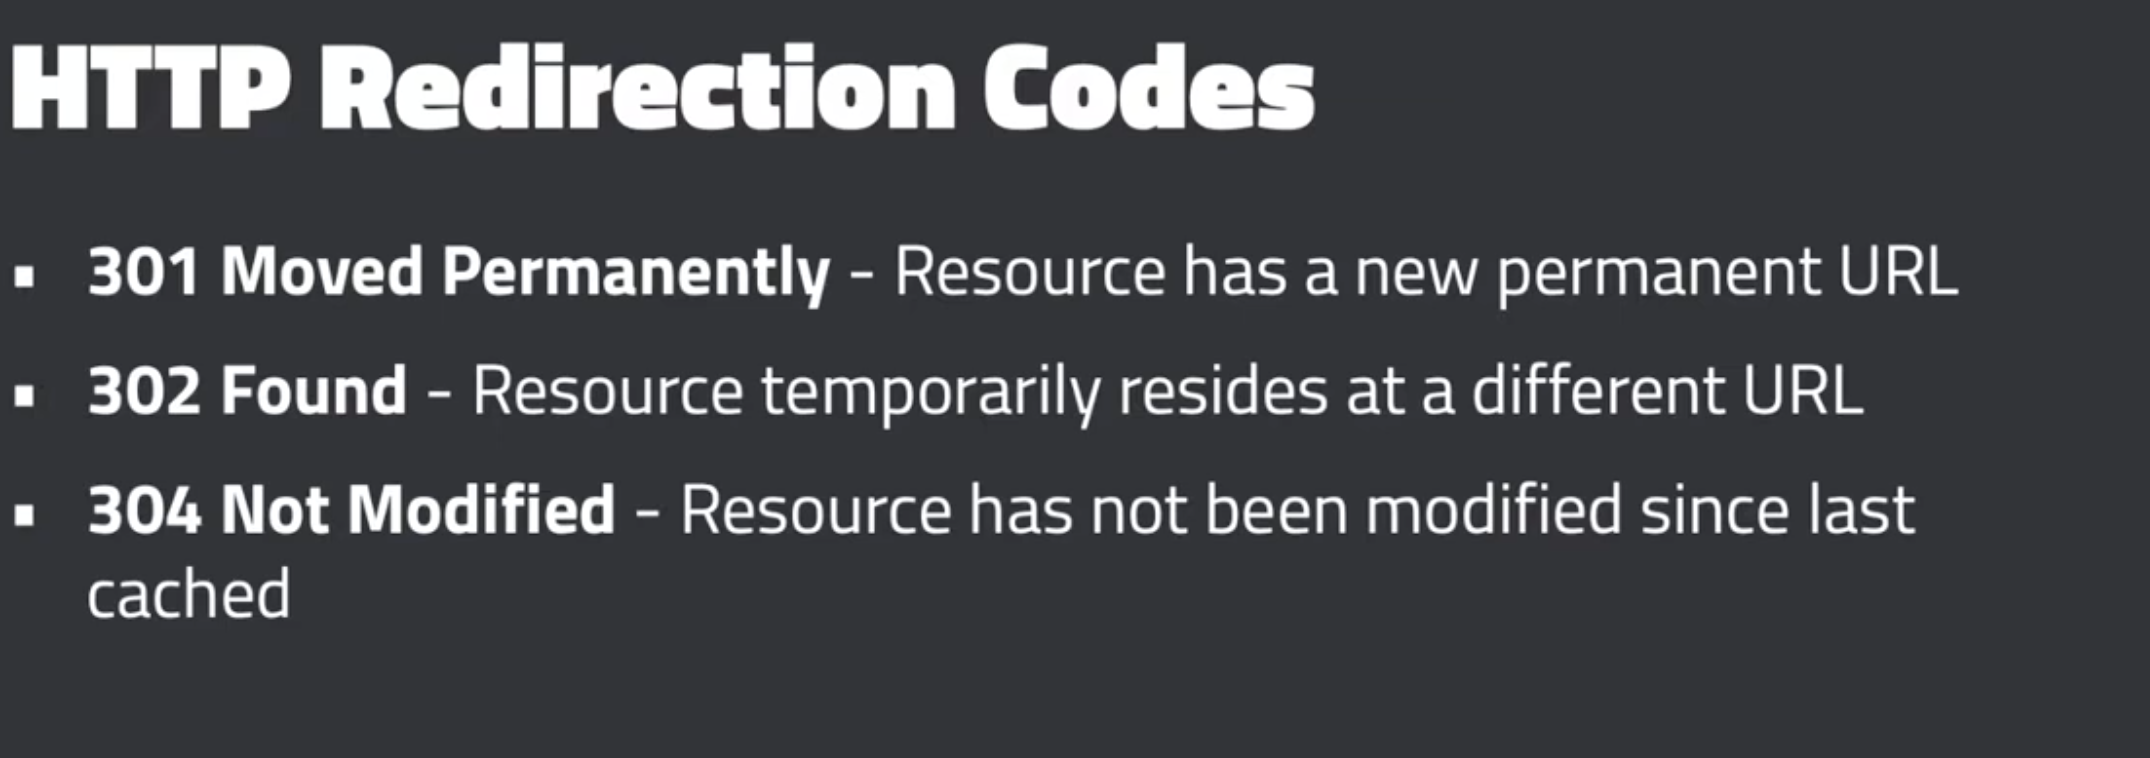 HTTP Redirection Codes
▪ 301 Moved Permanently - Resource has a new permanent URL
▪ 302 Found - Resource temporarily resides at a different URL
▪ 304 Not Modified - Resource has not been modified since last
cached